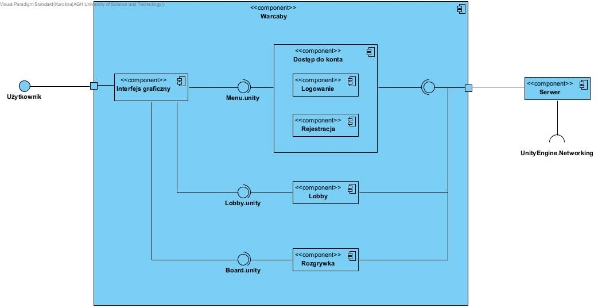 Visual Paradigm Standard(Karolina(AGH University of Science and Technology))
<<component>>
Warcaby
<<component>>
Dostęp do konta
<<component>>
Interfejs graficzny
<<component>>
Logowanie
<<component>>
Serwer
Użytkownik
Menu.unity
<<component>>
Rejestracja
UnityEngine.Networking
<<component>>
Lobby
Lobby.unity
<<component>>
Rozgrywka
Board.unity